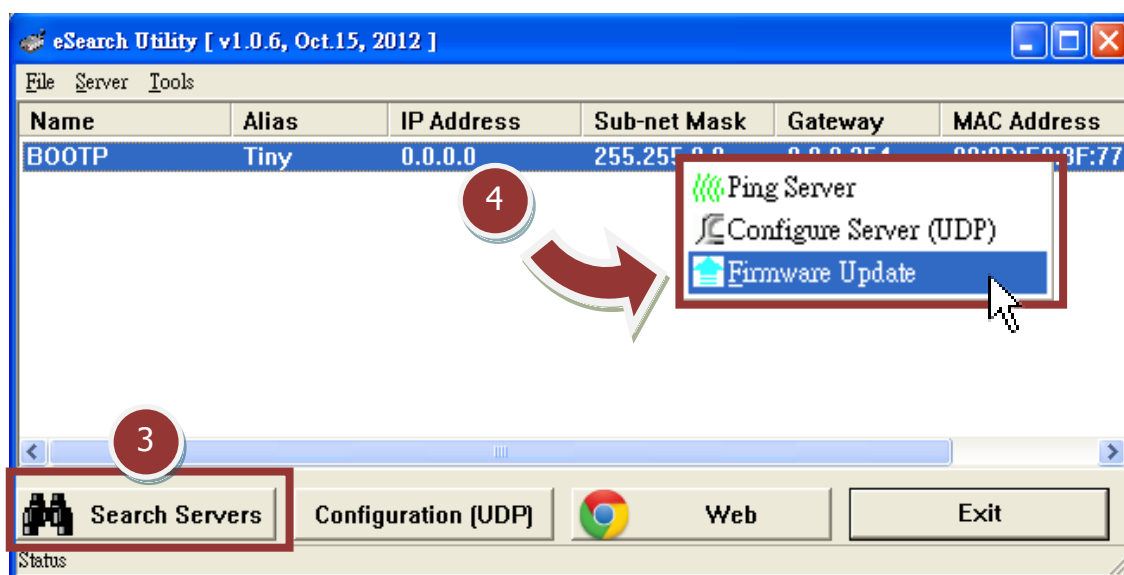 eSearch Utility [ v1.0.6, Oct.15, 2012 ]
File Server Tools
Name Alias IP Address Sub-net Mask Gateway MAC Address
BOOTP Tiny 0.0.0.0
4
Ping Server
Configure Server (UDP)
Firmware Update
3
Search Servers Configuration (UDP) Web Exit
Status